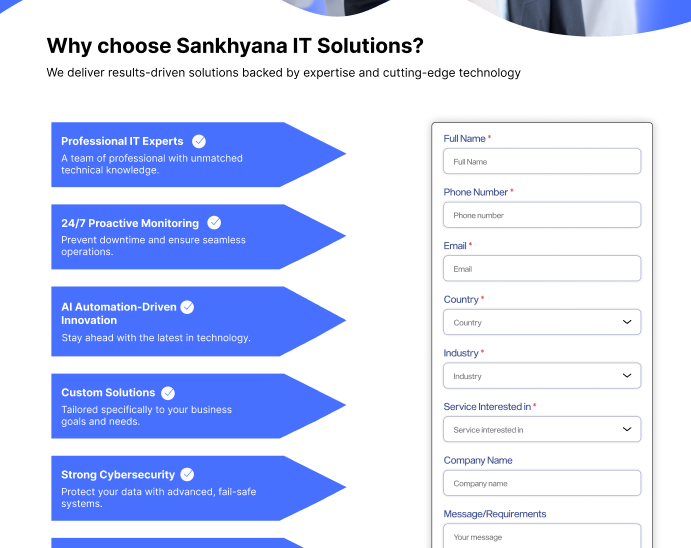 Why choose Sankhyana IT Solutions?
We deliver results-driven solutions backed by expertise and cutting-edge technology
Professional IT Experts
A team of professional with unmatched
technical knowledge.
24/7 Proactive Monitoring
Prevent downtime and ensure seamless
operations.
AI Automation-Driven
Innovation
Stay ahead with the latest in technology.
Custom Solutions
Tailored specifically to your business
goals and needs.
Strong Cybersecurity
Protect your data with advanced, fail-safe
systems.
Full Name *
Full Name
Phone Number *
Phone number
Email *
Email
Country *
Country
Industry *
Industry
Service Interested in *
Service interested in
Company Name
Company name
Message/Requirements
Your message